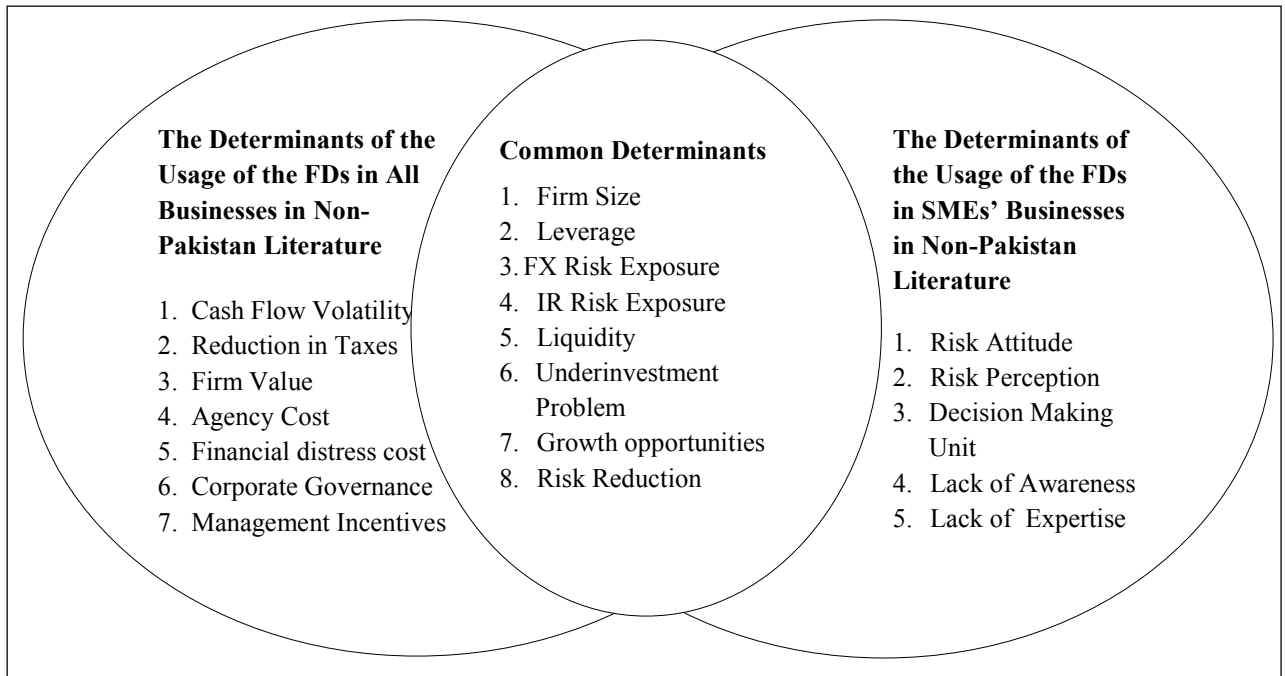 The Determinants of the
Usage of the FDs in All
Businesses in Non-
Pakistan Literature
1. Cash Flow Volatility
2. Reduction in Taxes
3. Firm Value
4. Agency Cost
5. Financial distress cost
6. Corporate Governance
7. Management Incentives
Common Determinants
1. Firm Size
2. Leverage
3. FX Risk Exposure
4. IR Risk Exposure
5. Liquidity
6. Underinvestment
Problem
7. Growth opportunities
8. Risk Reduction
The Determinants of
the Usage of the FDs
in SMEs’ Businesses
in Non-Pakistan
Literature
1. Risk Attitude
2. Risk Perception
3. Decision Making
Unit
4. Lack of Awareness
5. Lack of Expertise